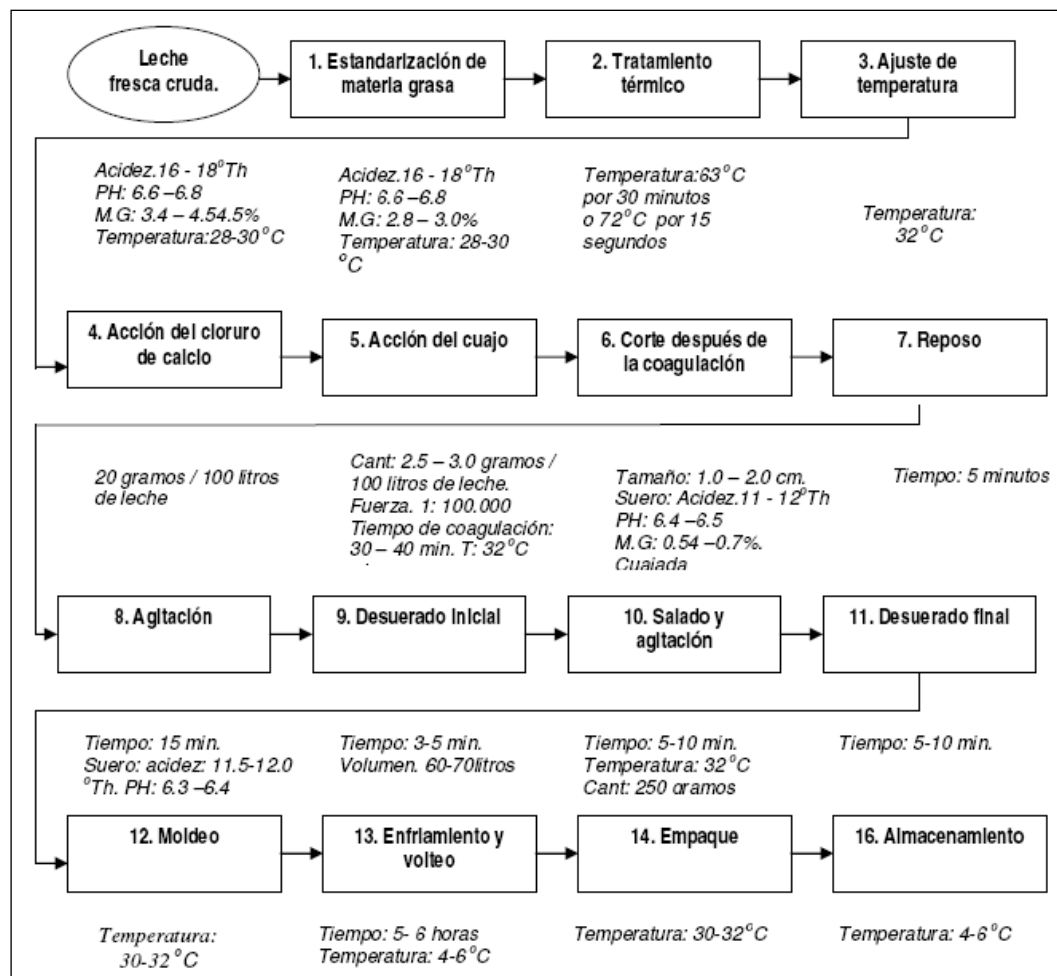 Leche
fresca cruda.
1. Estandarización de
materia grasa
2. Tratamiento
térmico
3. Ajuste de
temperatura
Acidez.16 - 18°Th
PH: 6.6 –6.8
M.G: 3.4 – 4.54.5%
Temperatura:28-30°C
Acidez.16 - 18°Th
PH: 6.6 –6.8
M.G: 2.8 – 3.0%
Temperatura: 28-30
°C
Temperatura:63°C
por 30 minutos
o 72°C por 15
segundos
Temperatura:
32°C
4. Acción del cloruro
de calcio
5. Acción del cuajo
6. Corte después de
la coagulación
7. Reposo
20 gramos / 100 litros
de leche
Cant: 2.5 – 3.0 gramos /
100 litros de leche.
Fuerza. 1: 100.000
Tiempo de coagulación:
30 – 40 min. T: 32°C
Tamaño: 1.0 – 2.0 cm.
Suero: Acidez.11 - 12°Th
PH: 6.4 –6.5
M.G: 0.54 –0.7%.
Cuajada
Tiempo: 5 minutos
8. Agitación
9. Desuerado inicial
10. Salado y
agitación
11. Desuerado final
Tiempo: 15 min.
Suero: acidez: 11.5-12.0
°Th. PH: 6.3 –6.4
Tiempo: 3-5 min.
Volumen. 60-70litros
Tiempo: 5-10 min.
Temperatura: 32°C
Cant: 250 gramos
Tiempo: 5-10 min.
12. Moldeo
13. Enfriamiento y
volteo
14. Empaque
16. Almacenamiento
Temperatura:
30-32°C
Tiempo: 5- 6 horas
Temperatura: 4-6°C
Temperatura: 30-32°C
Temperatura: 4-6°C